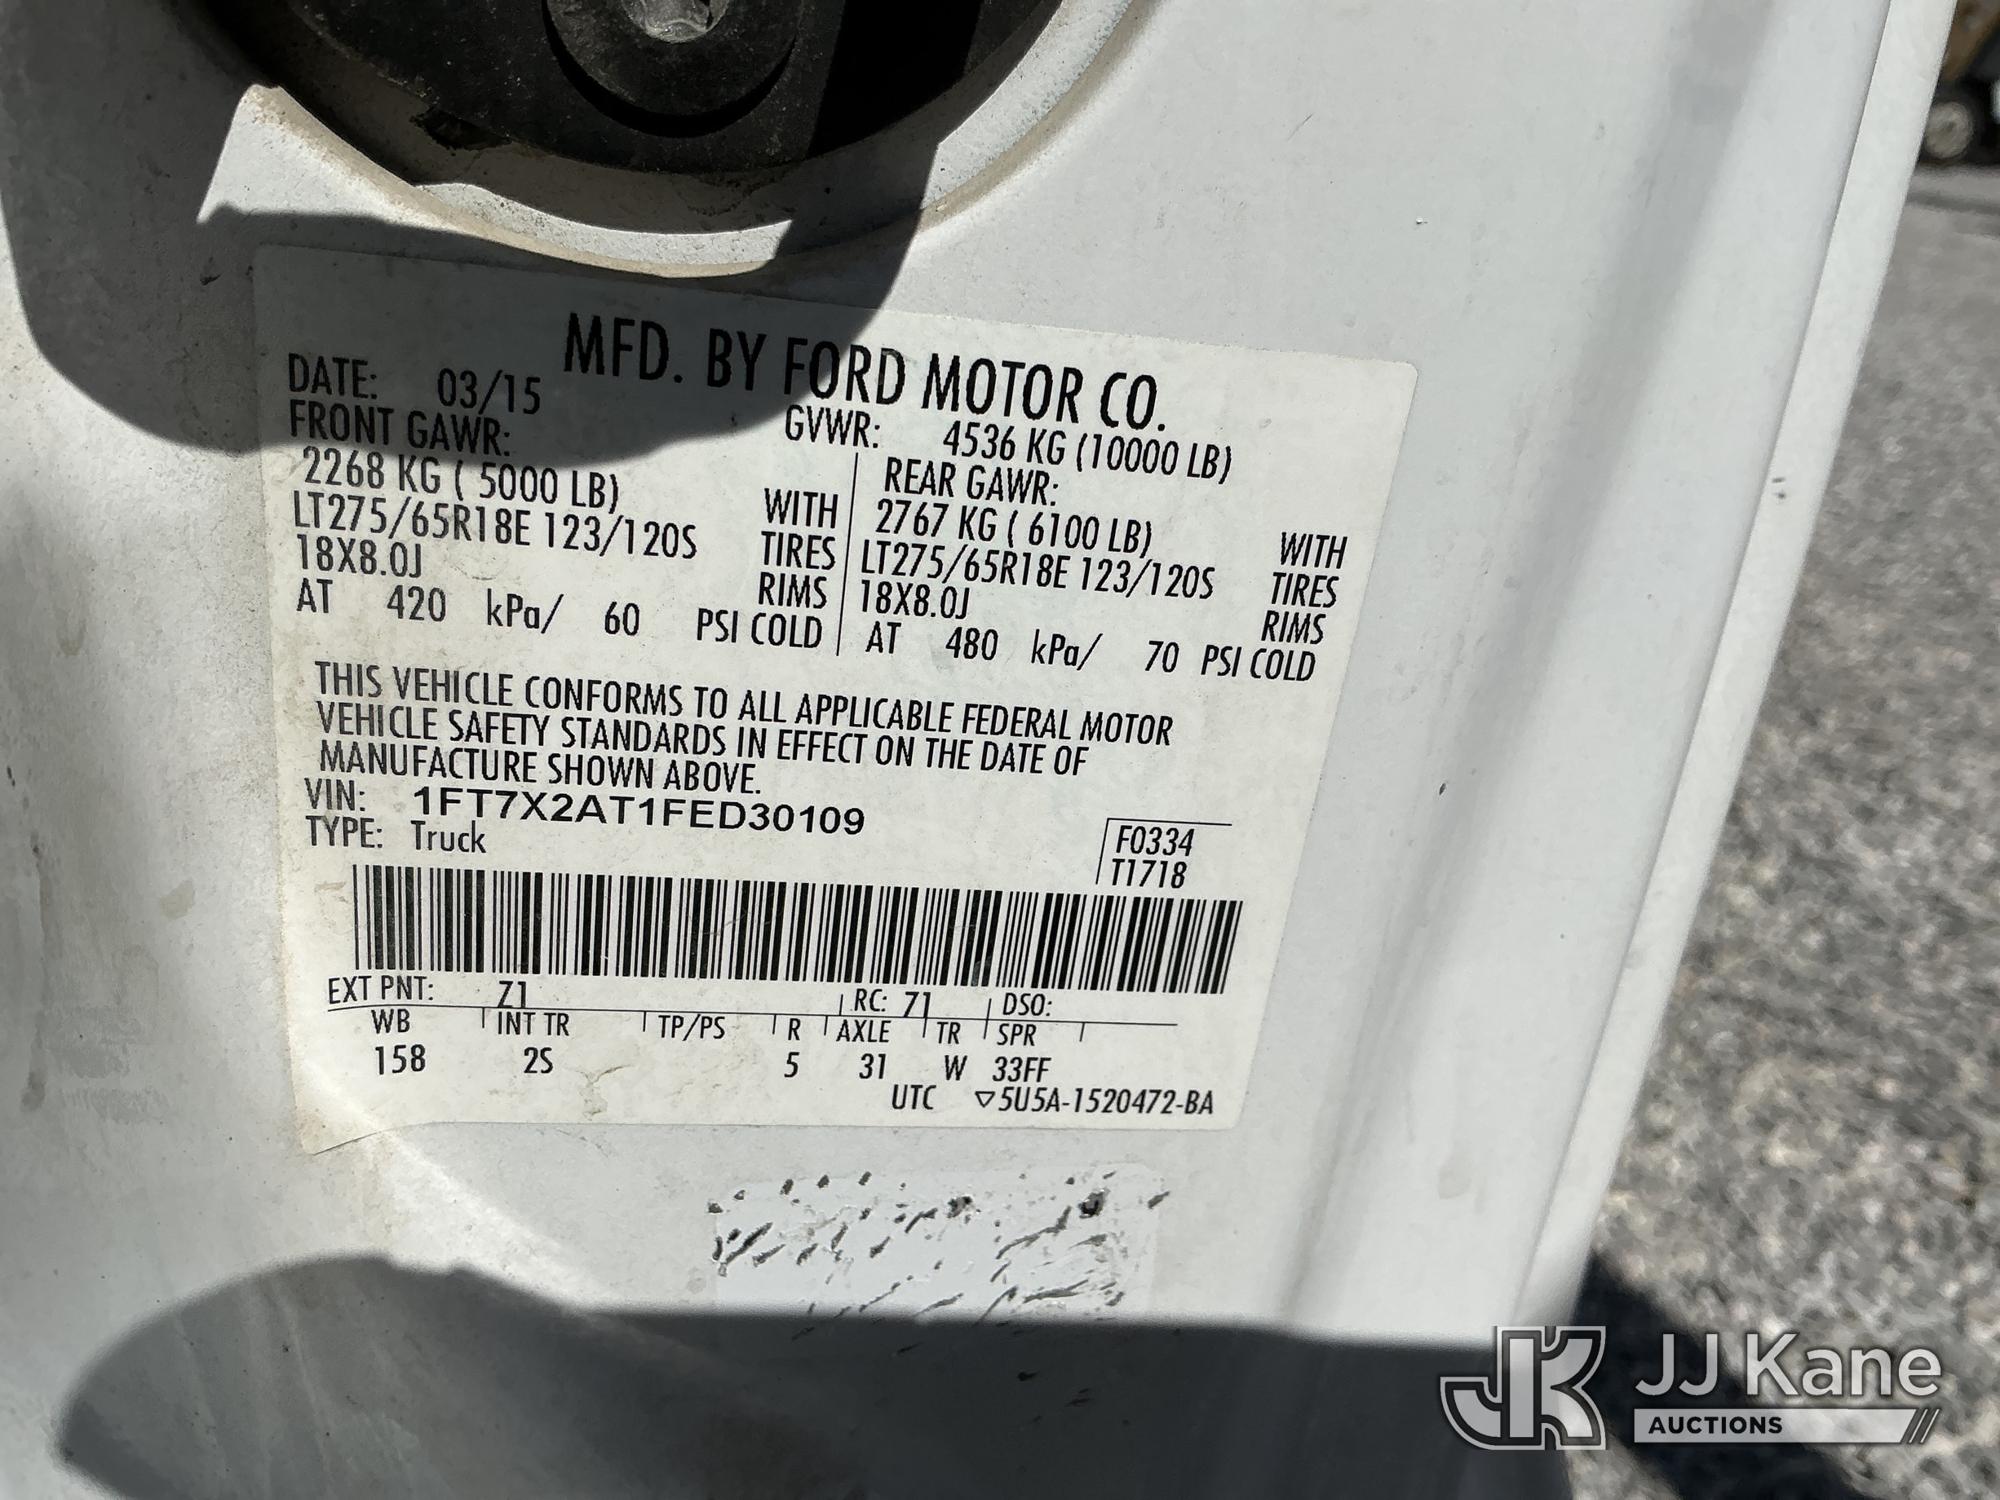 MFD. BY FORD MOTOR CO.
DATE: 03/15
GVWR: 4536 KG (10000 LB)
FRONT GAWR:
2268 KG ( 5000 LB) WITH
LT275/65R18E 123/120S TIRES
18X8.0J RIMS
AT 420 kPa/ 60 PSI COLD
REAR GAWR:
2767 KG ( 6100 LB) WITH
LT275/65R18E 123/120S TIRES
18X8.0J RIMS
AT 480 kPa/ 70 PSI COLD
THIS VEHICLE CONFORMS TO ALL APPLICABLE FEDERAL MOTOR
VEHICLE SAFETY STANDARDS IN EFFECT ON THE DATE OF
MANUFACTURE SHOWN ABOVE.
VIN: 1FT7X2AT1FED30109
TYPE: Truck
F0334
T1718
EXT PNT: Z1 RC: 71 DSO:
WB INT TR TP/PS R AXLE TR SPR
158 2S 5 31 W 33FF
UTC ▽5U5A-1520472-BA
JK JJ Kane
AUCTIONS